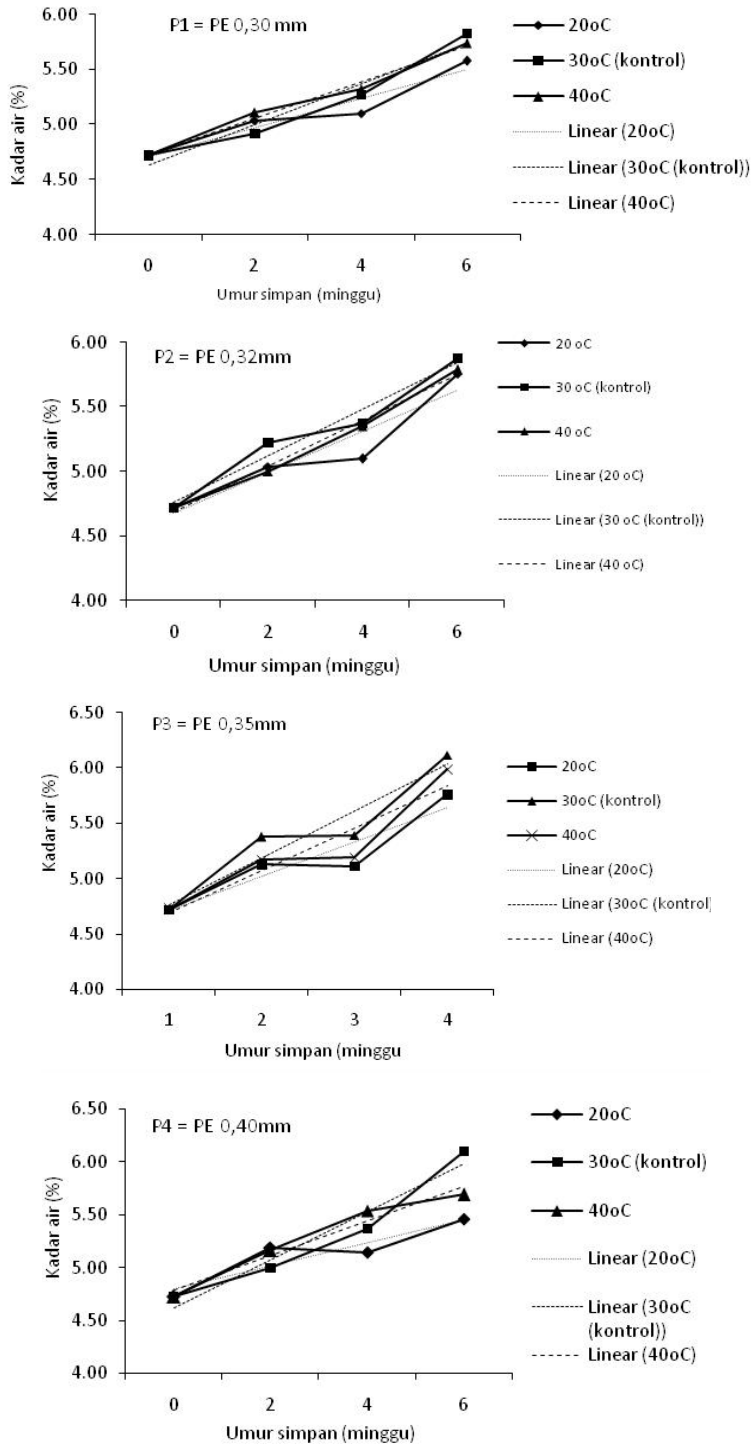 P1 = PE 0,30 mm
Kadar air (%)
6.00
5.50
5.00
4.50
4.00
0 2 4 6
Umur simpan (minggu)
20oC
30oC (kontrol)
40oC
Linear (20oC)
Linear (30oC (kontrol))
Linear (40oC)
P2 = PE 0,32mm
Kadar air (%)
6.00
5.50
5.00
4.50
4.00
0 2 4 6
Umur simpan (minggu)
20 oC
30 oC (kontrol)
40 oC
Linear (20 oC)
Linear (30 oC (kontrol))
Linear (40 oC)
P3 = PE 0,35mm
Kadar air (%)
6.50
6.00
5.50
5.00
4.50
4.00
1 2 3 4
Umur simpan (minggu
20oC
30oC (kontrol)
40oC
Linear (20oC)
Linear (30oC (kontrol)
Linear (40oC)
P4 = PE 0,40mm
Kadar air (%)
6.50
6.00
5.50
5.00
4.50
4.00
0 2 4 6
Umur simpan (minggu)
20oC
30oC (kontrol)
40oC
Linear (20oC)
Linear (30oC
(kontrol))
Linear (40oC)